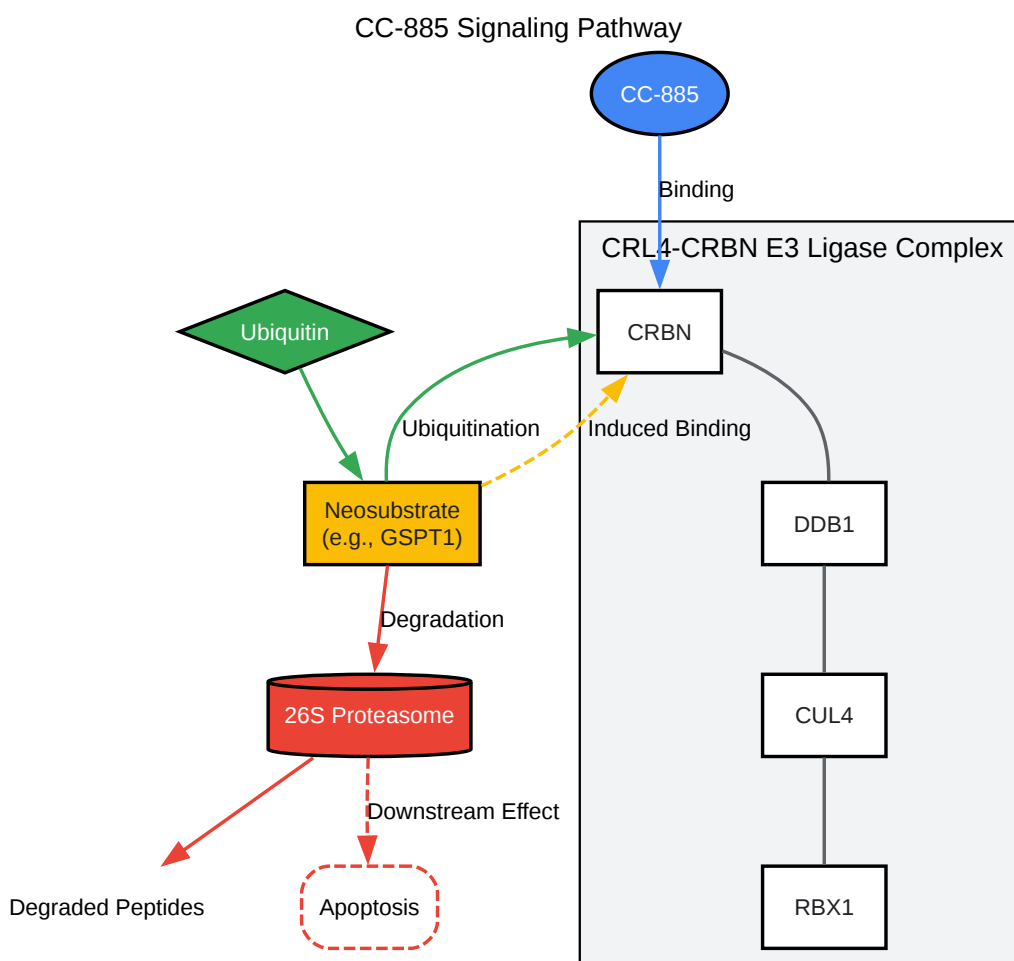 CC-885 Signaling Pathway
CC-885
Binding
CRL4-CRBN E3 Ligase Complex
Ubiquitin
CRBN
Ubiquitination
Induced Binding
Neosubstrate
(e.g., GSPT1)
DDB1
Degradation
26S Proteasome
CUL4
Downstream Effect
Degraded Peptides
Apoptosis
RBX1